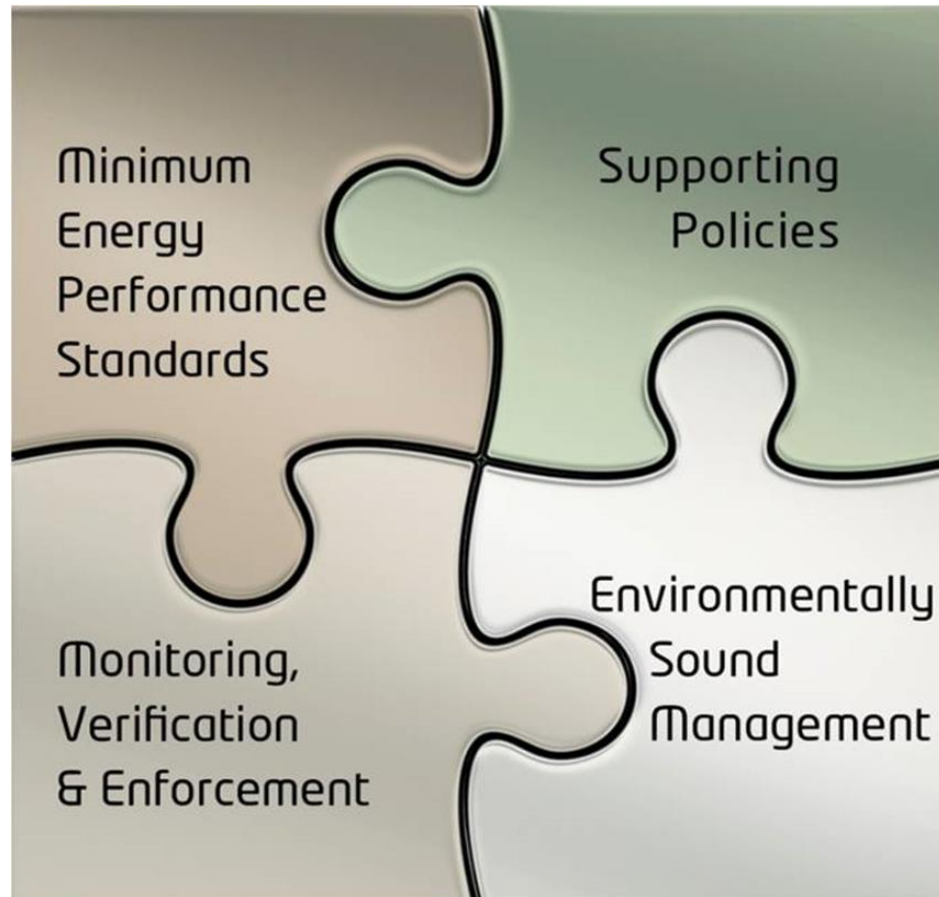 Minimum
Energy
Performance
Standards
Supporting
Policies
Monitoring,
Verification
& Enforcement
Environmentally
Sound
Management